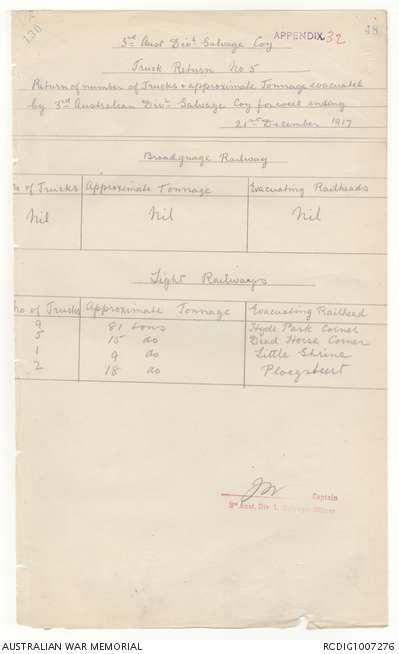 130
48
APPENDIX 32
3rd Aust Divl Salvage Coy
Truck Return No 5
Return of number of Trucks & approximate Tonnage evacuated
by 3rd Australian Divl Salvage Coy for week ending
21st December 1917
Broadguage Railway
No of Trucks Approximate Tonnage Evacuating Railheads
Nil Nil Nil
Light Railways
No of Trucks Approximate Tonnage Evacuating Railhead
9 81 tons Hyde Park Corner
5 15 do Dead Horse Corner
1 9 do Little Shrine
2 18 do Ploegsteert
Captain
3rd Aust. Div. Salvage Officer
AUSTRALIAN WAR MEMORIAL RCDIG1007276